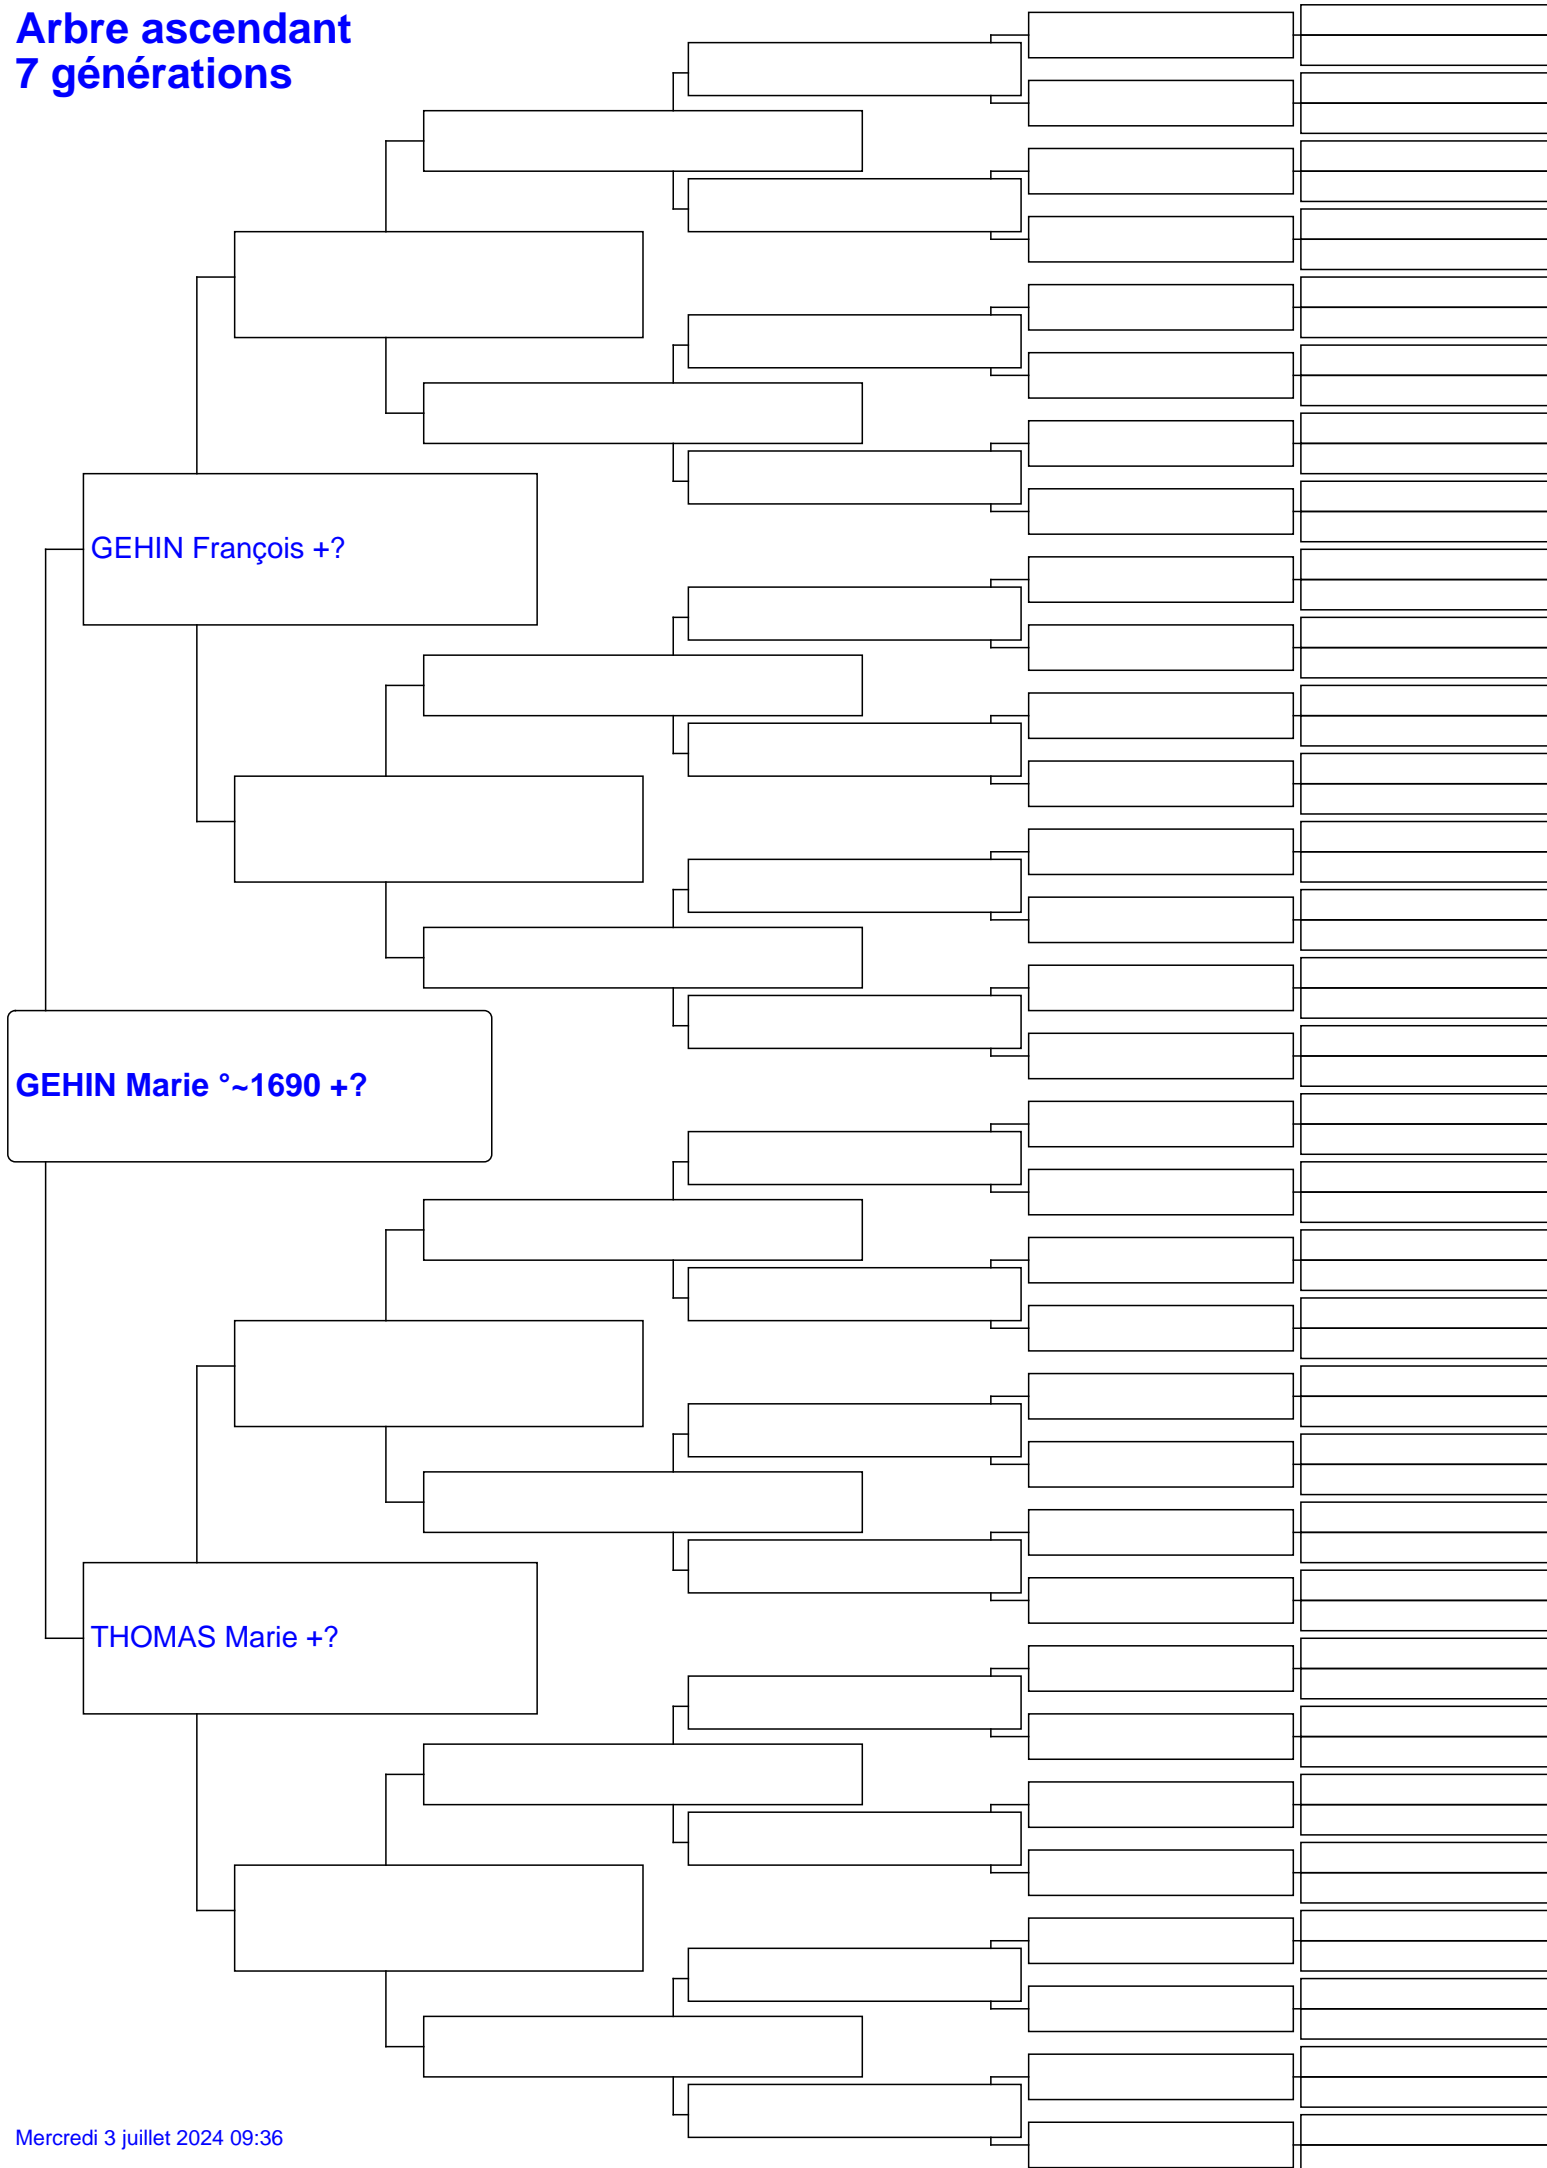 Arbre ascendant
7 générations
GEHIN François +?
GEHIN Marie °~1690 +?
THOMAS Marie +?
Mercredi 3 juillet 2024 09:36